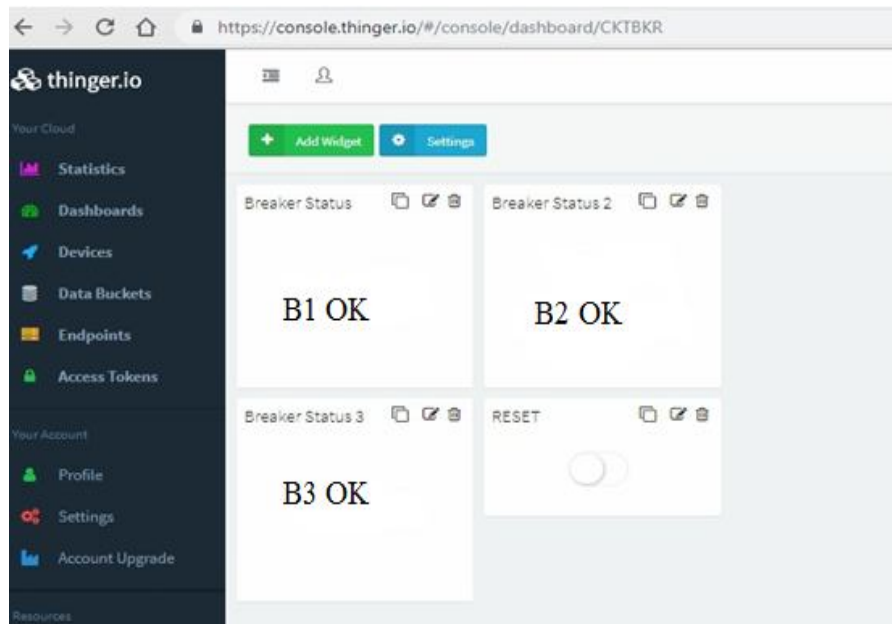 https://console.thinger.io/#/console/dashboard/CKTBKR
thinger.io
Your Cloud
Statistics
Dashboards
Devices
Data Buckets
Endpoints
Access Tokens
Your Account
Profile
Settings
Account Upgrade
Resources
Add Widget
Settings
Breaker Status
B1 OK
Breaker Status 2
B2 OK
Breaker Status 3
B3 OK
RESET